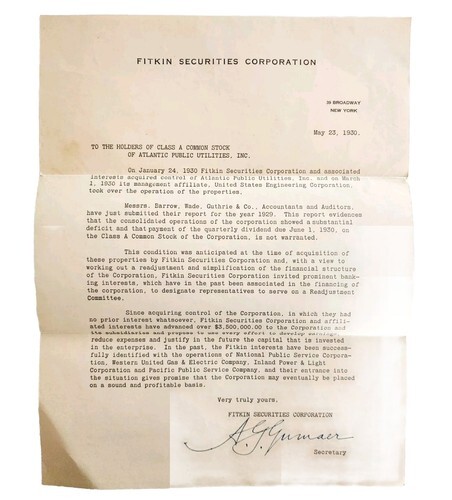 FITKIN SECURITIES CORPORATION
39 BROADWAY
NEW YORK
May 23, 1930.
TO THE HOLDERS OF CLASS A COMMON STOCK
OF ATLANTIC PUBLIC UTILITIES, INC.
On January 24, 1930 Fitkin Securities Corporation and associated
interests acquired control of Atlantic Public Utilities, Inc. and on March
1, 1930 its management affiliate, United States Engineering Corporation,
took over the operation of the properties.
Messrs. Barrow, Wade, Guthrie & Co., Accountants and Auditors,
have just submitted their report for the year 1929. This report evidences
that the consolidated operations of the corporation showed a substantial
deficit and that payment of the quarterly dividend due June 1, 1930, on
the Class A Common Stock of the Corporation, is not warranted.
This condition was anticipated at the time of acquisition of
these properties by Fitkin Securities Corporation and, with a view to
working out a readjustment and simplification of the financial structure
of the Corporation, Fitkin Securities Corporation invited prominent bank-
ing interests, which have in the past been associated in the financing of
the corporation, to designate representatives to serve on a Readjustment
Committee.
Since acquiring control of the Corporation, in which they had
no prior interest whatsoever, Fitkin Securities Corporation and affili-
ated interests have advanced over $3,500,000.00 to the Corporation and
its subsidiaries and propose to use every effort to develop earnings,
reduce expenses and justify in the future the capital that is invested
in the enterprise. In the past, the Fitkin interests have been success-
fully identified with the operations of National Public Service Corpora-
tion, Western United Gas & Electric Company, Inland Power & Light
Corporation and Pacific Public Service Company, and their entrance into
the situation gives promise that the Corporation may eventually be placed
on a sound and profitable basis.
Very truly yours,
FITKIN SECURITIES CORPORATION
A. G. Gumaer
Secretary